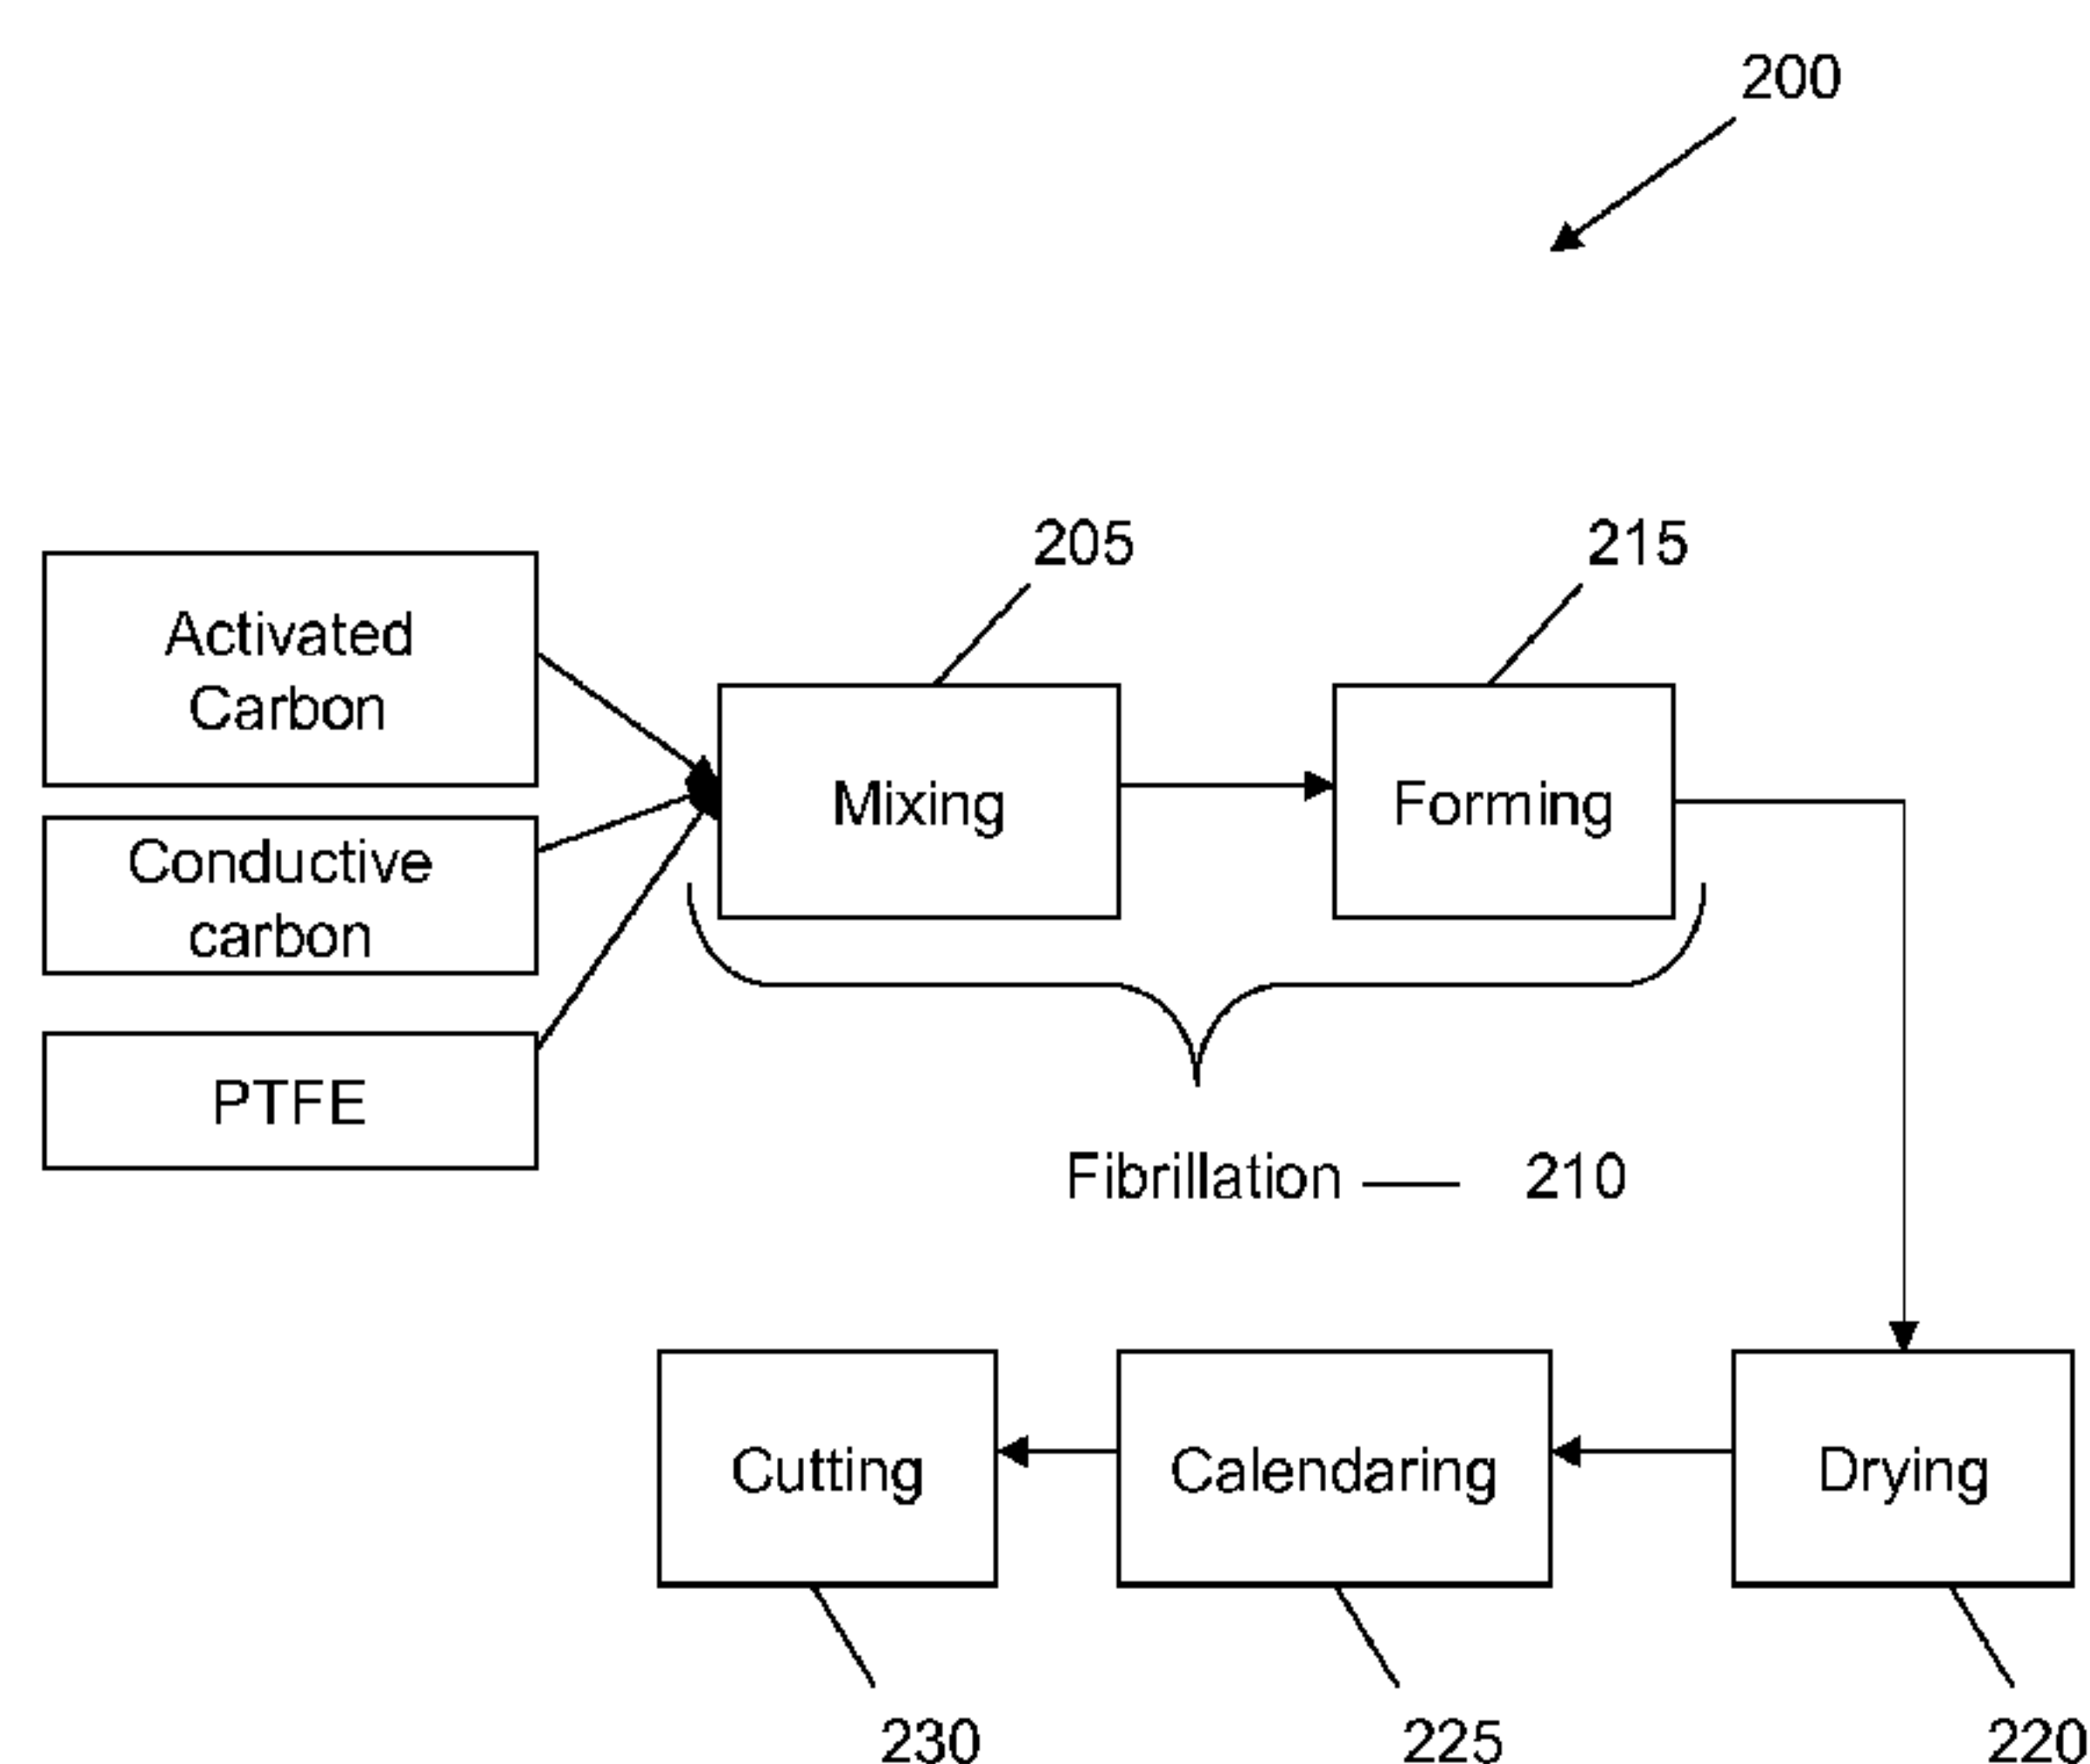 200
205
215
Activated
Carbon
Mixing
Forming
Conductive
carbon
PTFE
Fibrillation
210
Cutting
Calendaring
Drying
230
225
220